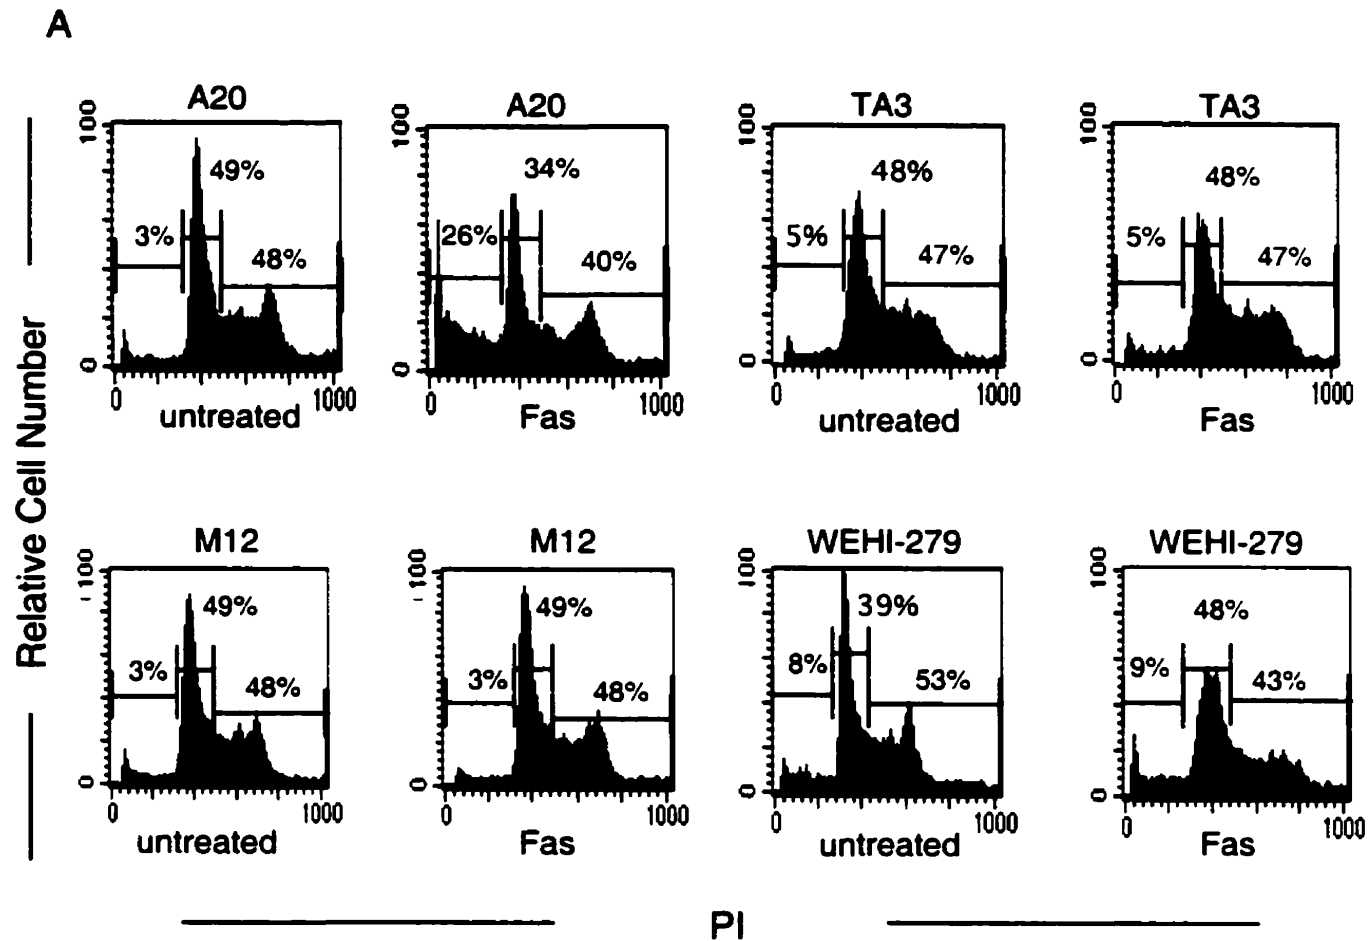 A
Relative Cell Number
A20
100
49%
3%
48%
0
0
1000
untreated
A20
100
34%
26%
40%
0
0
1000
Fas
TA3
100
48%
5%
47%
0
0
1000
untreated
TA3
100
48%
5%
47%
0
0
1000
Fas
M12
100
49%
3%
48%
0
0
1000
untreated
M12
100
49%
3%
48%
0
0
1000
Fas
WEHI-279
100
39%
8%
53%
0
0
1000
untreated
WEHI-279
100
48%
9%
43%
0
0
1000
Fas
PI